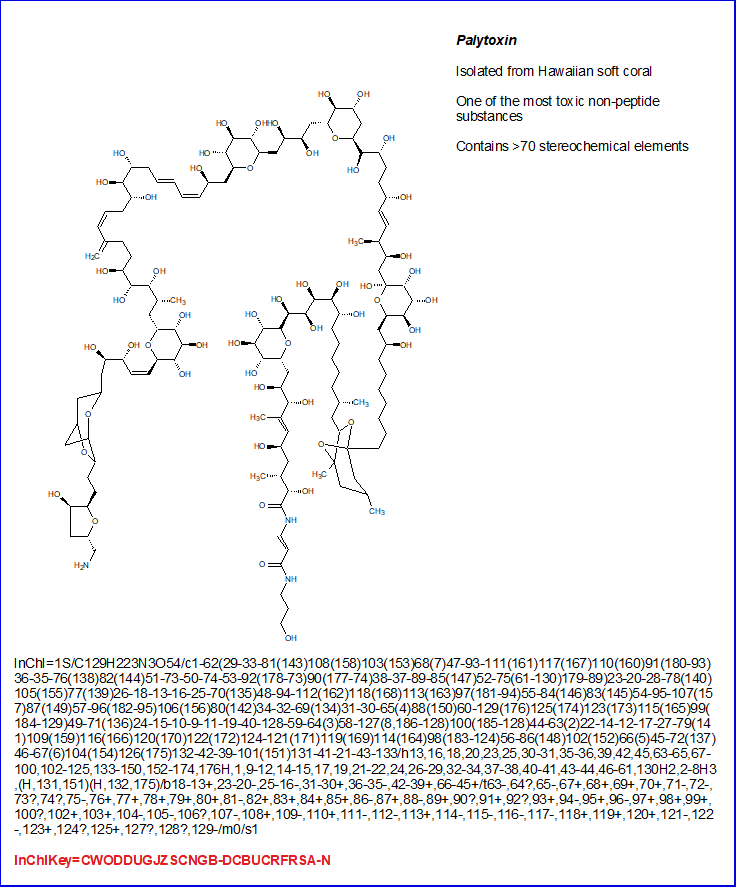 Palytoxin
Isolated from Hawaiian soft coral
One of the most toxic non-peptide
substances
Contains >70 stereochemical elements
HO OH
HO OHHO HO
O OH
HO OH
OH HO
HO O
HO OH
HO
OH
OH
H₃C
OH
H₂C
HO OH HO OH
HO OH
HO OH
HO O OH
HO CH₃ HO
OH HO OH OH
HO OH
HO OH O OH HO O OH
OH HO
HO
OH CH₃
H₃C
O O
HO O
O
H₃C H₃C
HO OH
O
CH₃
O
NH
H₂N O
NH
OH
InChI=1S/C129H223N3O54/c1-62(29-33-81(143)108(158)103(153)68(7)47-93-111(161)117(167)110(160)91(180-93)
36-35-76(138)82(144)51-73-50-74-53-92(178-73)90(177-74)38-37-89-85(147)52-75(61-130)179-89)23-20-28-78(140)
105(155)77(139)26-18-13-16-25-70(135)48-94-112(162)118(168)113(163)97(181-94)55-84(146)83(145)54-95-107(15
7)87(149)57-96(182-95)106(156)80(142)34-32-69(134)31-30-65(4)88(150)60-129(176)125(174)123(173)115(165)99(
184-129)49-71(136)24-15-10-9-11-19-40-128-59-64(3)58-127(8,186-128)100(185-128)44-63(2)22-14-12-17-27-79(14
1)109(159)116(166)120(170)122(172)124-121(171)119(169)114(164)98(183-124)56-86(148)102(152)66(5)45-72(137)
46-67(6)104(154)126(175)132-42-39-101(151)131-41-21-43-133/h13,16,18,20,23,25,30-31,35-36,39,42,45,63-65,67-
100,102-125,133-150,152-174,176H,1,9-12,14-15,17,19,21-22,24,26-29,32-34,37-38,40-41,43-44,46-61,130H2,2-8H3
,(H,131,151)(H,132,175)/b18-13+,23-20-,25-16-,31-30+,36-35-,42-39+,66-45+/t63-,64?,65-,67+,68+,69+,70+,71-,72-,
73?,74?,75-,76+,77+,78+,79+,80+,81-,82+,83+,84+,85+,86-,87+,88-,89+,90?,91+,92?,93+,94-,95+,96-,97+,98+,99+,
100?,102+,103+,104-,105-,106?,107-,108+,109-,110+,111-,112-,113+,114-,115-,116-,117-,118+,119+,120+,121-,122
-,123+,124?,125+,127?,128?,129-/m0/s1
InChIKey=CWODDUGJZSCNGB-DCBUCRFRSA-N